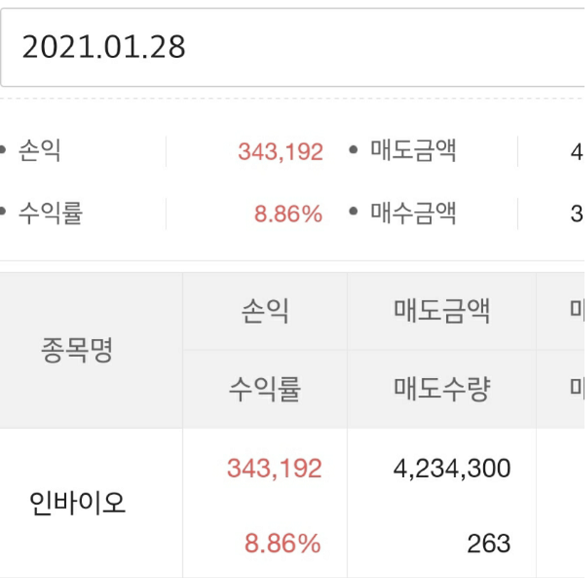 2021.01.28
• 손익 343,192 • 매도금액 4
• 수익률 8.86% • 매수금액 3
종목명 손익 매도금액
수익률 매도수량
인바이오 343,192 4,234,300
8.86% 263